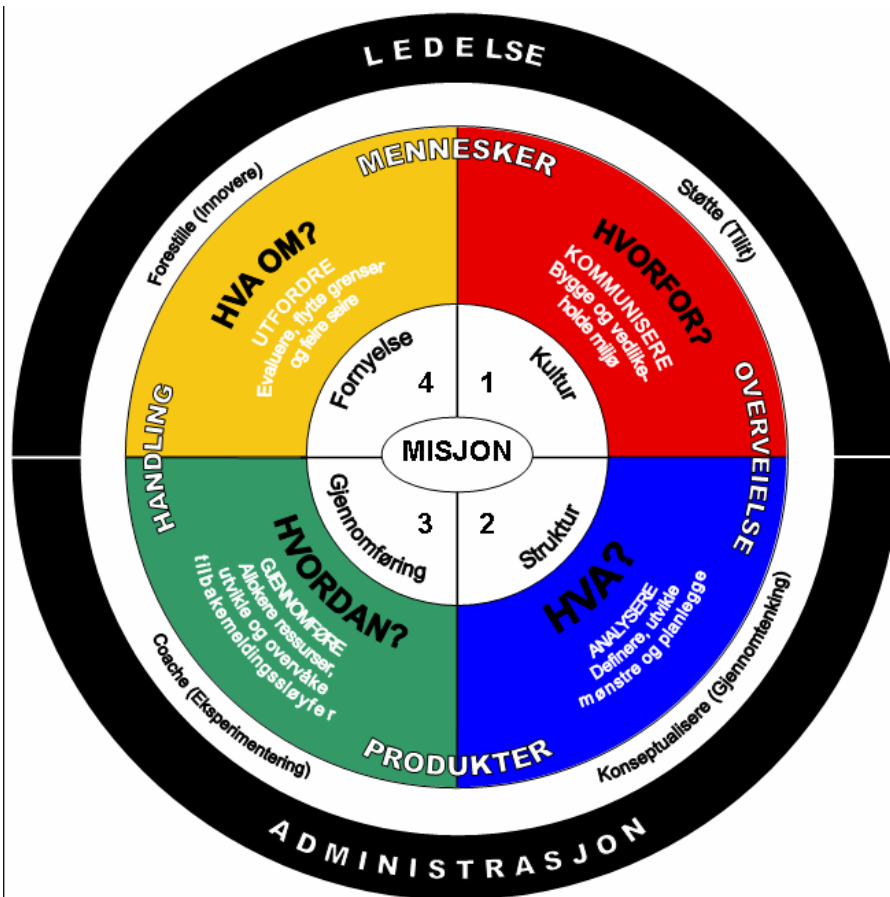 LEDELSE
MENNESKER
Forestille (Innovere)
Støtte (Tillit)
HVA OM?
UTFORDRE
Evaluere, flytte grenser
og feire seire
HVORFOR?
KOMMUNISERE
Bygge og vedlike-
holde miljø
Fornyelse
4
1
Kultur
HANDLING
MISJON
OVERVEIELSE
Gjennomføring
3
2
Struktur
HVORDAN?
GJENNOMFØRE
Allokere ressurser,
utvikle og overvåke
tilbakemeldingssløyfer
HVA?
ANALYSERE
Definere, utvikle
mønstre og planlegge
Coache (Eksperimentering)
Konseptualisere (Gjennomtenking)
PRODUKTER
ADMINISTRASJON